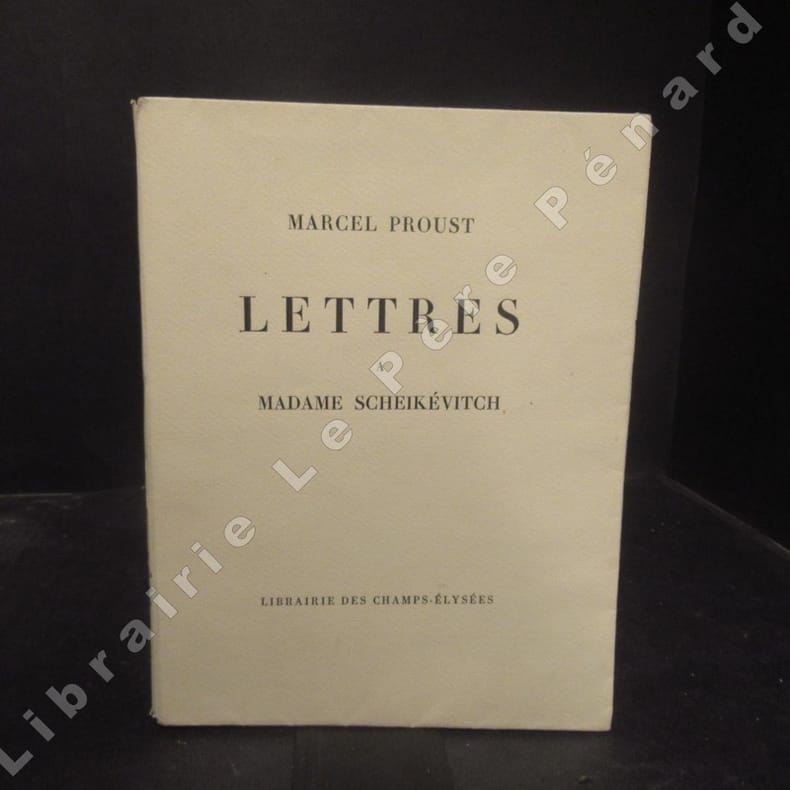 MARCEL PROUST
LETTRES
A
MADAME SCHEIKÉVITCH
LIBRAIRIE DES CHAMPS-ÉLYSÉES
Librairie Le Père Pénard